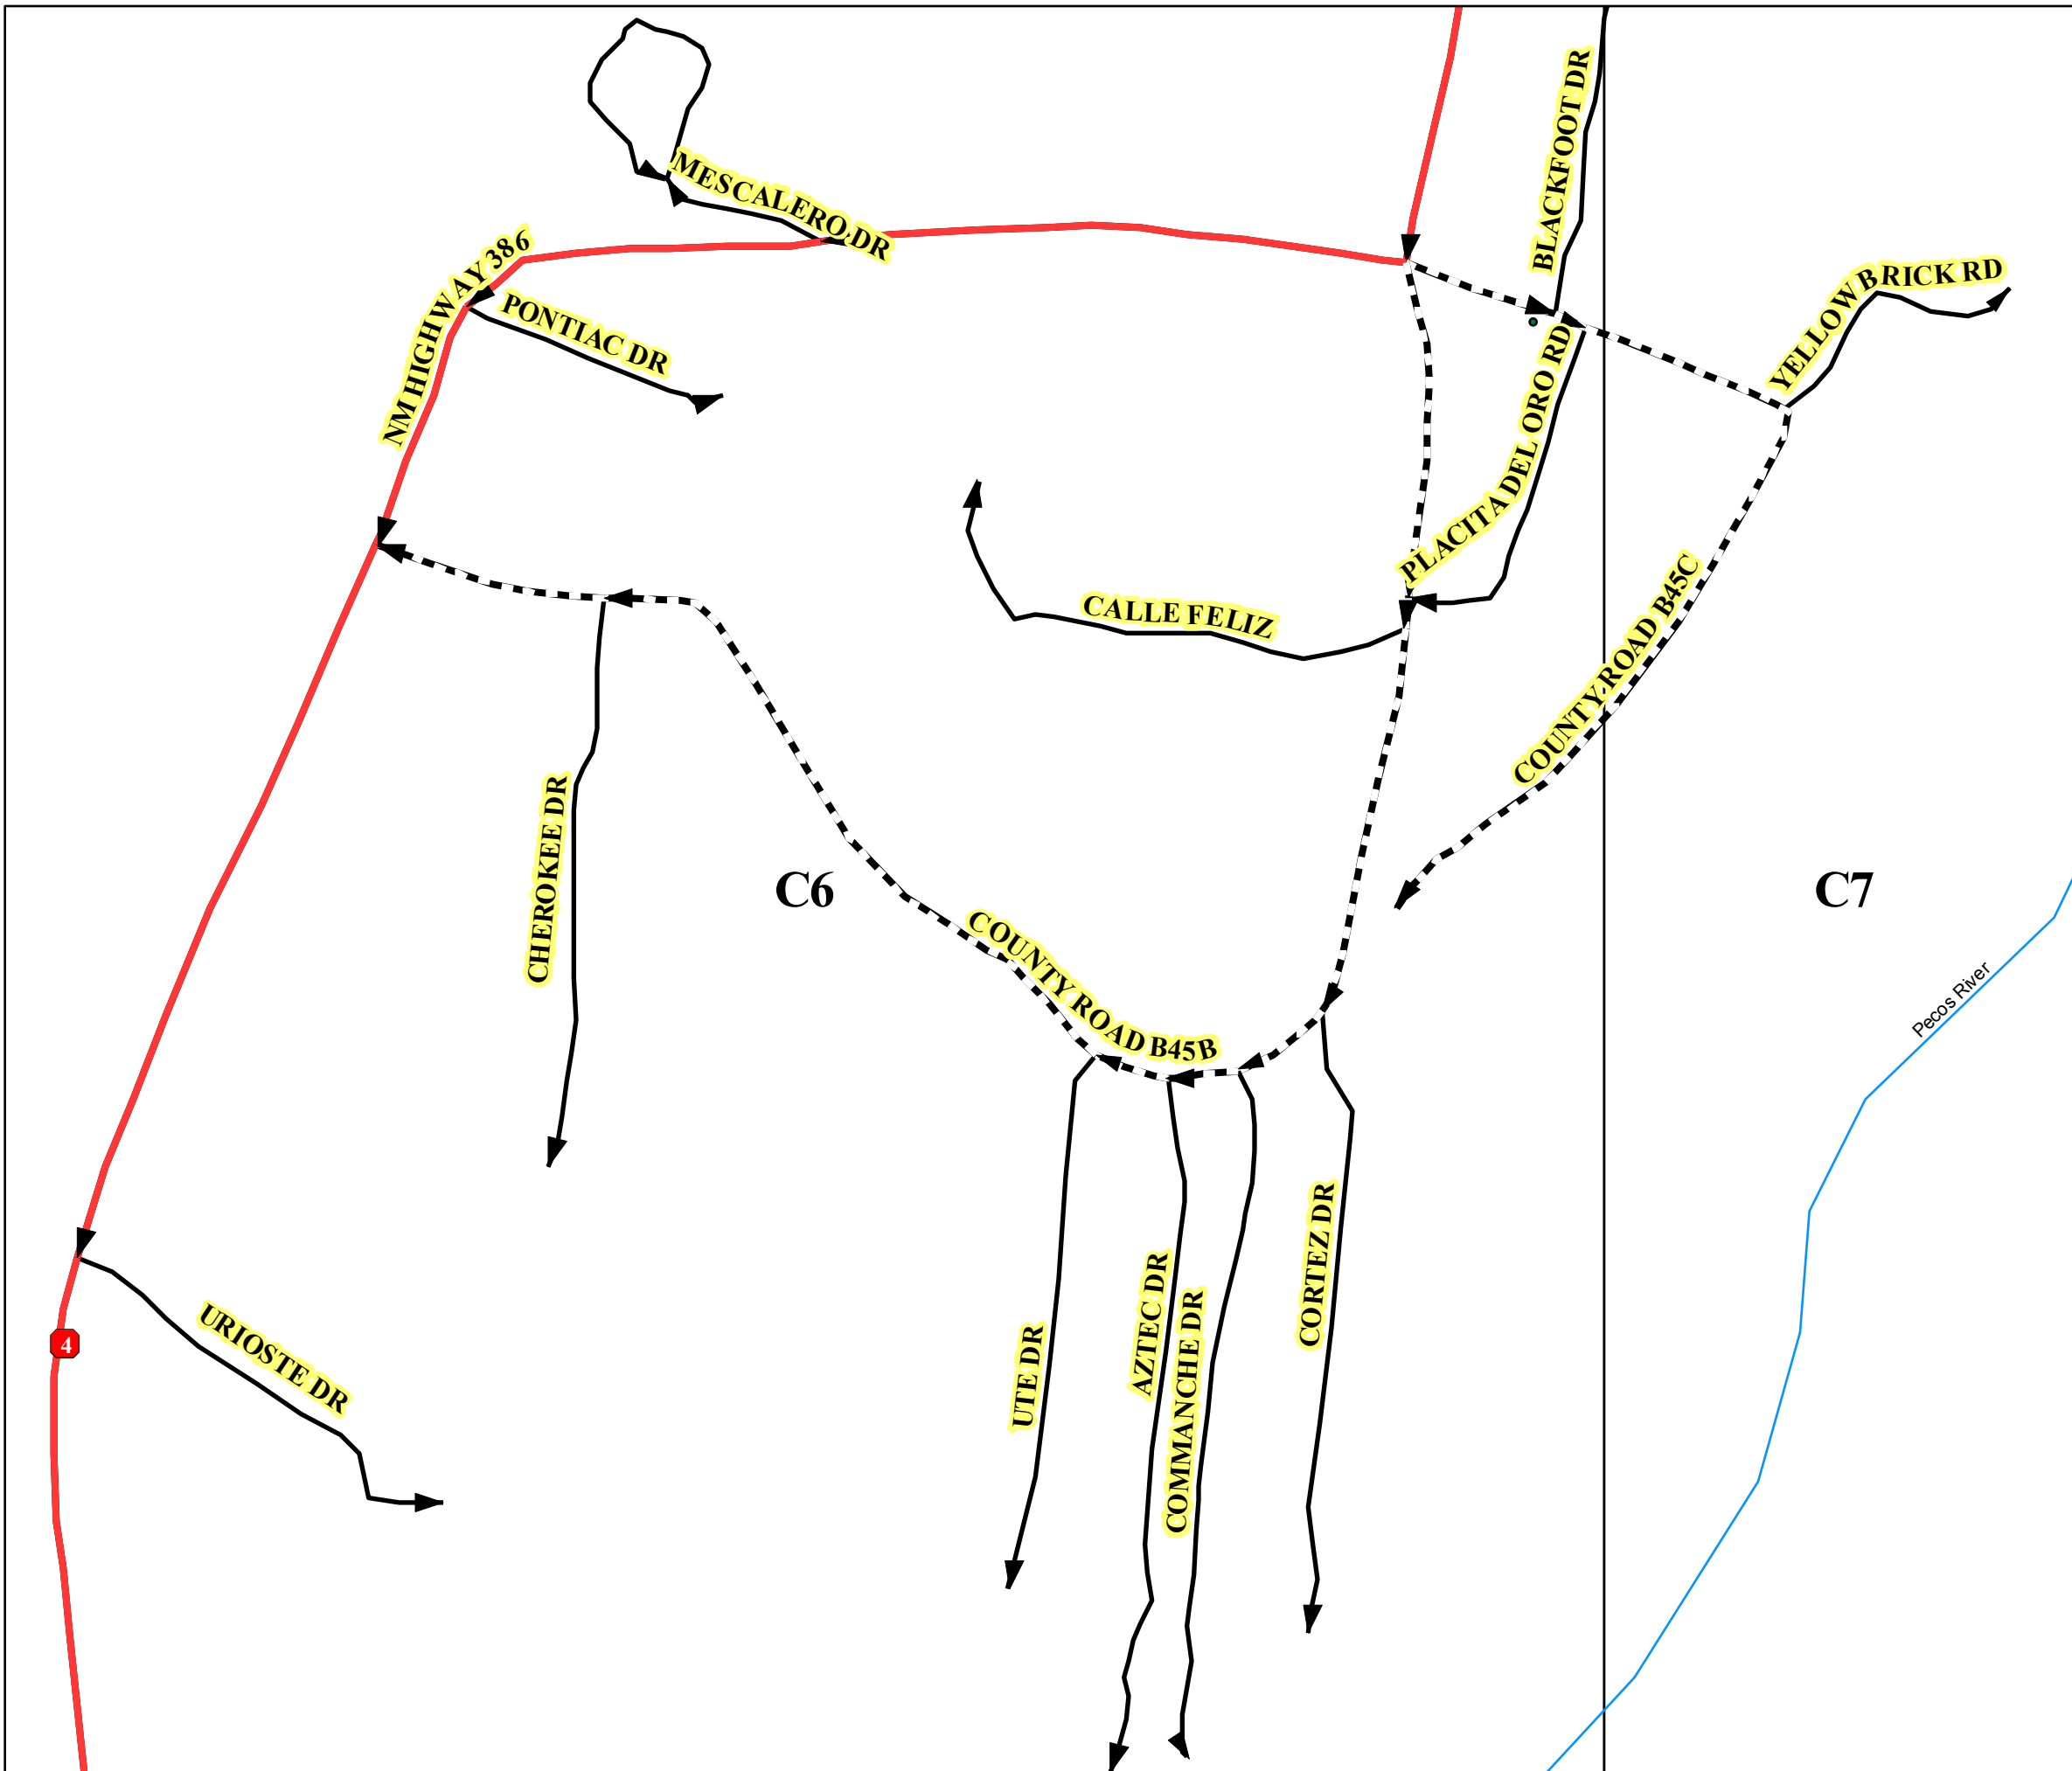 BLACKFOOT DR
MESCALERO DR
NM HIGHWAY 386
YELLOW BRICK RD
PONTIAC DR
PLACITA DEL ORO RD
CALLE FELIZ
COUNTY ROAD B45C
CHEROKEE DR
C6
C7
COUNTY ROAD B45B
Pecos River
CORTEZ DR
AZTEC DR
COMMANCHE DR
UTE DR
URIOSTE DR
4